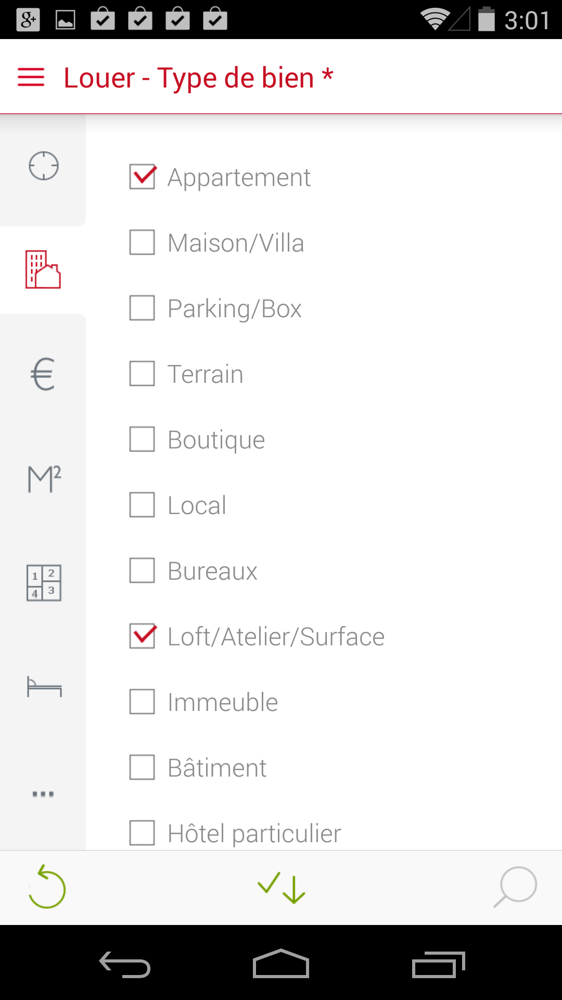 g+
3:01
Louer - Type de bien *
Appartement
Maison/Villa
Parking/Box
€
Terrain
Boutique
M²
Local
Bureaux
1 2
4 3
Loft/Atelier/Surface
Immeuble
Bâtiment
Hôtel particulier